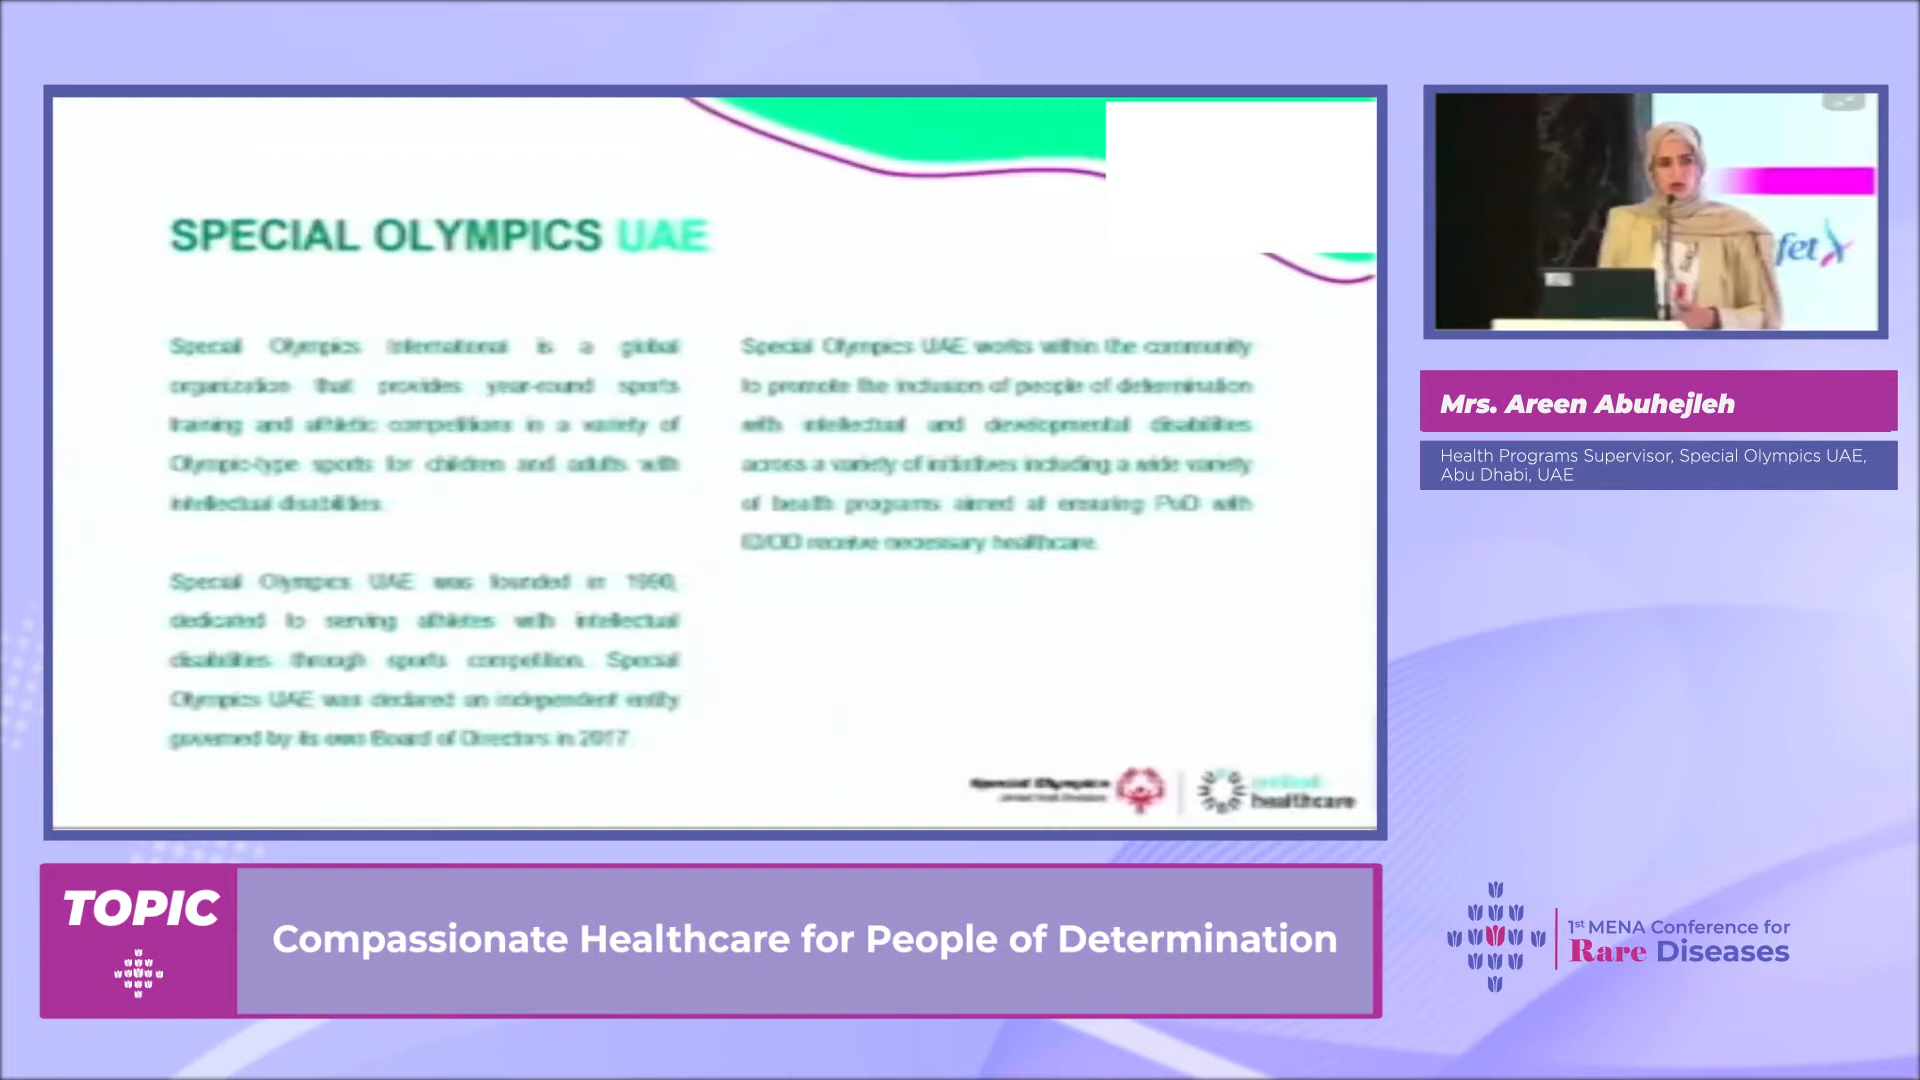 SPECIAL OLYMPICS UAE
Special Olympics International is a global
organization that provides year-round sports
training and athletic competitions in a variety of
Olympic-type sports for children and adults with
intellectual disabilities.
Special Olympics UAE was founded in
dedicated to serving athletes with intellectual
disabilities through sports competition. Special
Olympics UAE was declared an independent entity
governed by its own Board of Directors in 2017.
Special Olympics UAE works within the community
to promote the inclusion of people of determination
with intellectual and developmental disabilities
across a variety of initiatives including a wide variety
of health programs aimed at ensuring PoD with
receive necessary healthcare.
Special Olympics
healthcare
fet
Mrs. Areen Abuhejleh
Health Programs Supervisor, Special Olympics UAE,
Abu Dhabi, UAE
TOPIC
Compassionate Healthcare for People of Determination
1st MENA Conference for
Rare Diseases